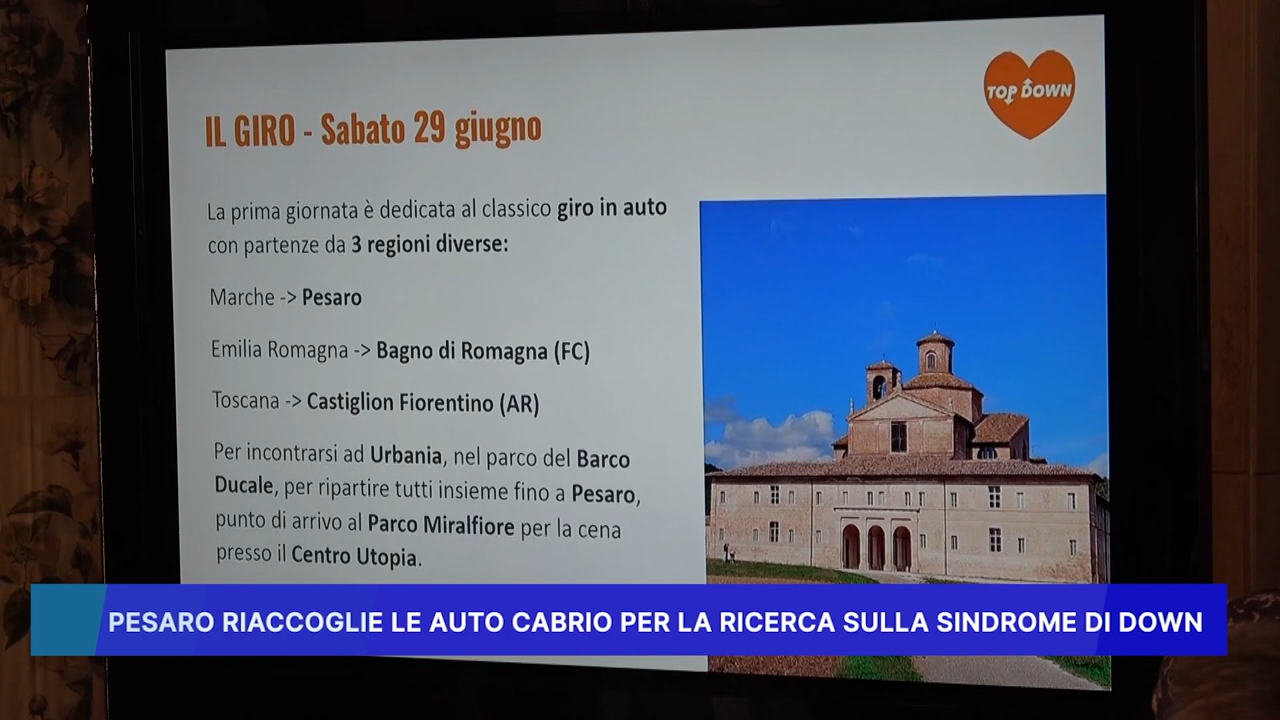 TOP DOWN
IL GIRO - Sabato 29 giugno
La prima giornata è dedicata al classico giro in auto
con partenze da 3 regioni diverse:
Marche -> Pesaro
Emilia Romagna -> Bagno di Romagna (FC)
Toscana -> Castiglion Fiorentino (AR)
Per incontrarsi ad Urbania, nel parco del Barco
Ducale, per ripartire tutti insieme fino a Pesaro,
punto di arrivo al Parco Miralfiore per la cena
presso il Centro Utopia.
PESARO RIACCOGLIE LE AUTO CABRIO PER LA RICERCA SULLA SINDROME DI DOWN